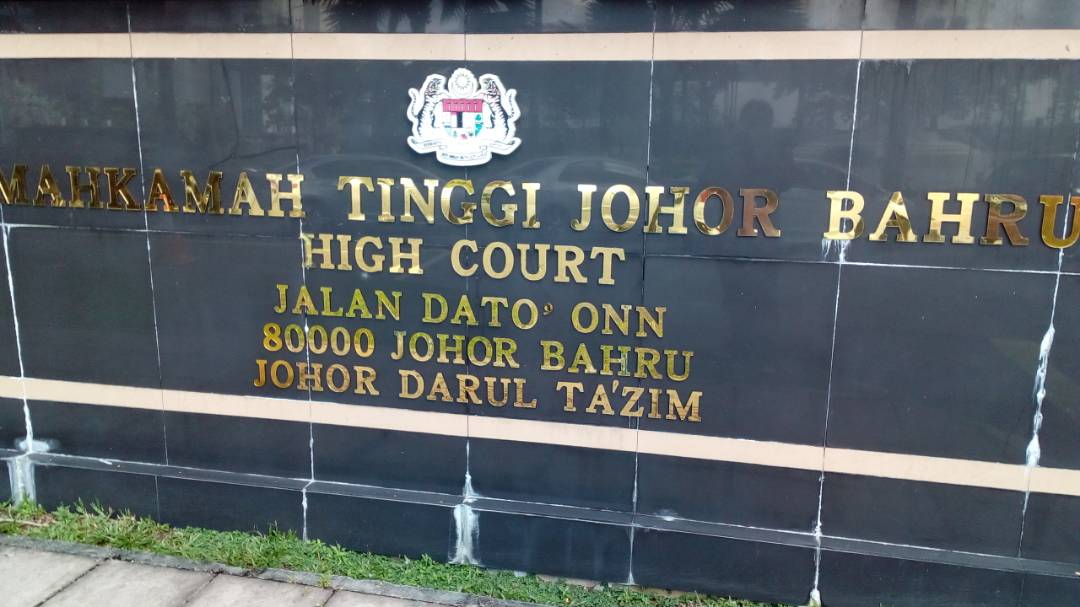 MAHKAMAH TINGGI JOHOR BAHRU
HIGH COURT
JALAN DATO' ONN
80000 JOHOR BAHRU
JOHOR DARUL TA'ZIM